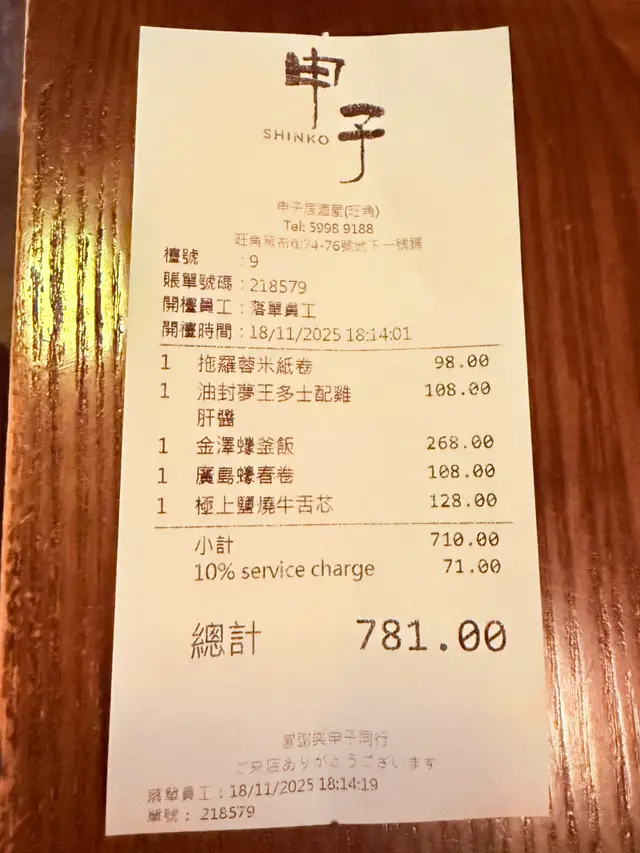 申子
SHINKO
申子居酒屋(旺角)
Tel: 5998 9188
旺角黑布街74-76號地下一號舖
檯號 : 9
賬單號碼 : 218579
開檯員工 : 落單員工
開檯時間 : 18/11/2025 18:14:01
1 拖羅蓉米紙卷 98.00
1 油封夢王多士配雞 108.00
肝醬
1 金澤蠔釜飯 268.00
1 廣島蠔春卷 108.00
1 極上鹽燒牛舌芯 128.00
小計 710.00
10% service charge 71.00
總計 781.00
感謝與申子同行
ご来店ありがとうございます
落單員工 : 18/11/2025 18:14:19
單號 : 218579